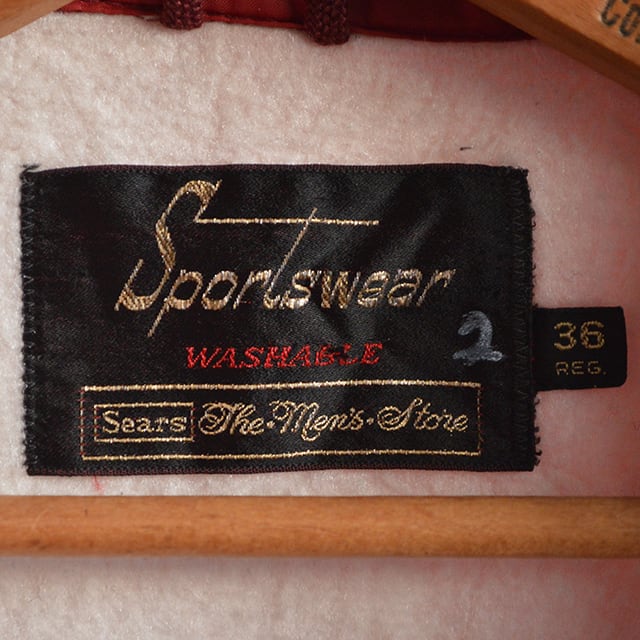 Sportswear
WASHABLE
2
36
REG.
Sears The Men's Store